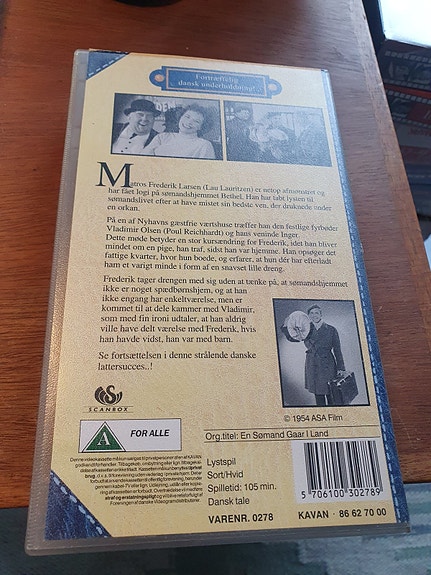 Fortræffelig
dansk underholdning!
Matros Frederik Larsen (Lau Lauritzen) er netop afmønstret og
har fået logi på sømandshjemmet Bethel. Han har tabt lysten til
sømandslivet efter at have mistet sin bedste ven, der druknede under
en orkan.
På en af Nyhavns gæstfrie værtshuse træffer han den festlige fyrbøder
Vladimir Olsen (Poul Reichhardt) og hans veninde Inger.
Dette møde betyder en stor kursændring for Frederik, idet han bliver
mindet om en pige, han traf, sidst han var hjemme. Han opsøger det
fattige kvarter, hvor hun boede, og erfarer, at hun dér har efterladt
ham et varigt minde i form af en snavset lille dreng.
Frederik tager drengen med sig uden at tænke på, at sømandshjemmet
ikke er noget spædbørnshjem, og at han
ikke engang har enkeltværelse, men er
kommet til at dele kammer med Vladimir,
som med fin ironi udtaler, at han aldrig
ville have delt værelse med Frederik, hvis
han havde vidst, han var med barn.
Se fortsættelsen i denne strålende danske
lattersucces..!
SCANBOX
© 1954 ASA Film
A FOR ALLE
Org.titel: En Sømand Gaar I Land
Lystspil
Sort/Hvid
Spilletid: 105 min.
Dansk tale
5 706100 302789
VARENR. 0278 KAVAN - 86 62 70 00